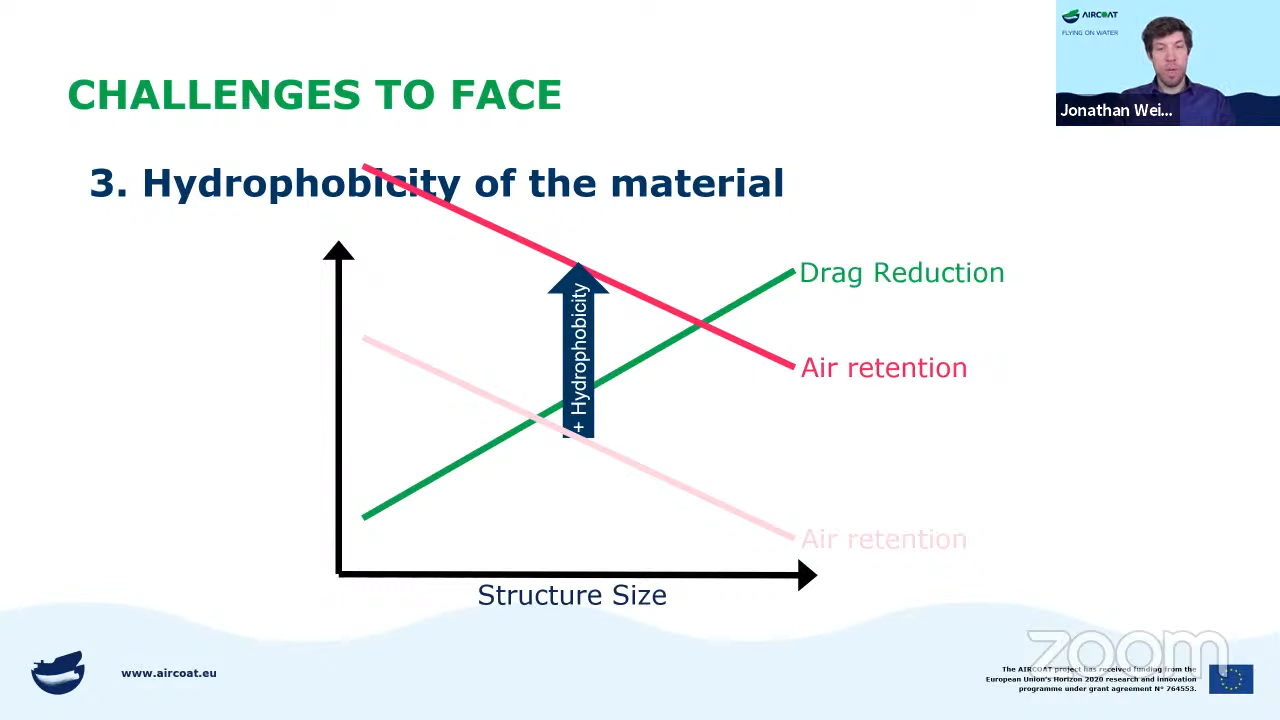 AIRCOAT
FLYING ON WATER
Jonathan Wei...
CHALLENGES TO FACE
3. Hydrophobicity of the material
Drag Reduction
+ Hydrophobicity
Air retention
Air retention
Structure Size
zoom
www.aircoat.eu
The AIRCOAT project has received funding from the
European Union's Horizon 2020 research and innovation
programme under grant agreement N° 764553.